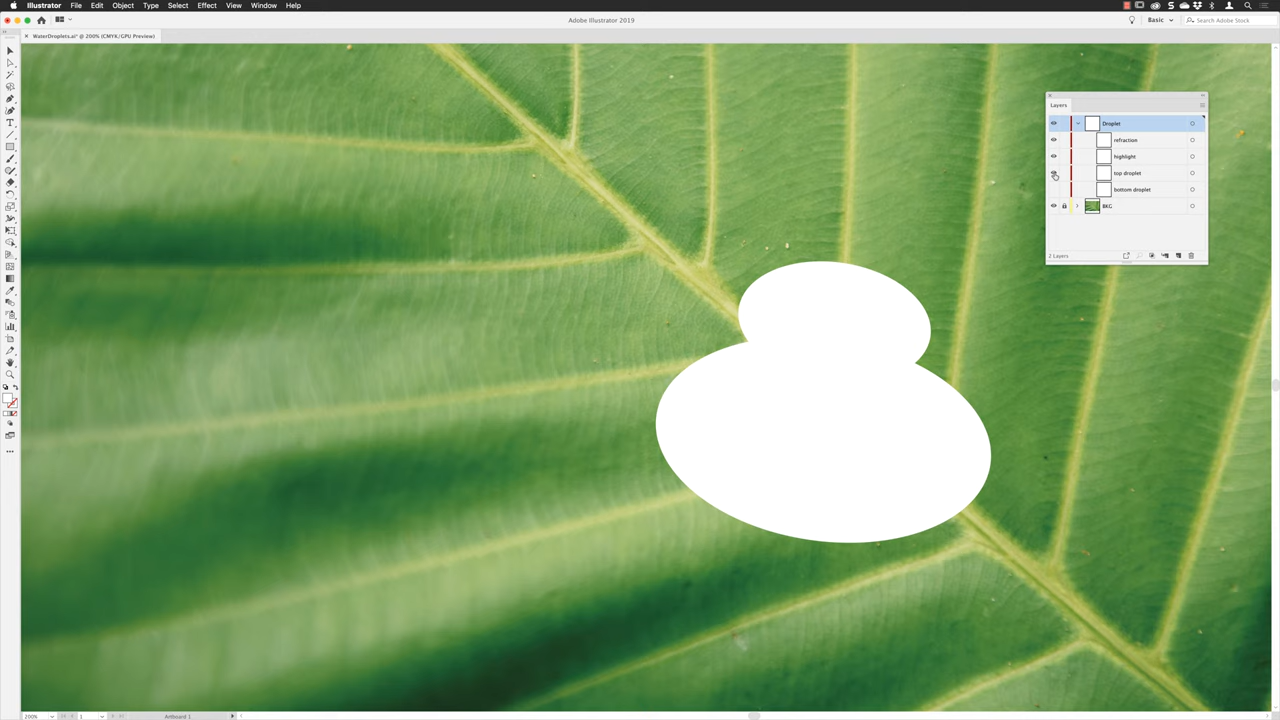 Illustrator File Edit Object Type Select Effect View Window Help
Adobe Illustrator 2019
Basic
Search Adobe Stock
WaterDroplets.ai* @ 200% (CMYK/GPU Preview)
Layers
Droplet
refraction
highlight
top droplet
bottom droplet
BKG
2 Layers
200%
1
Artboard 1